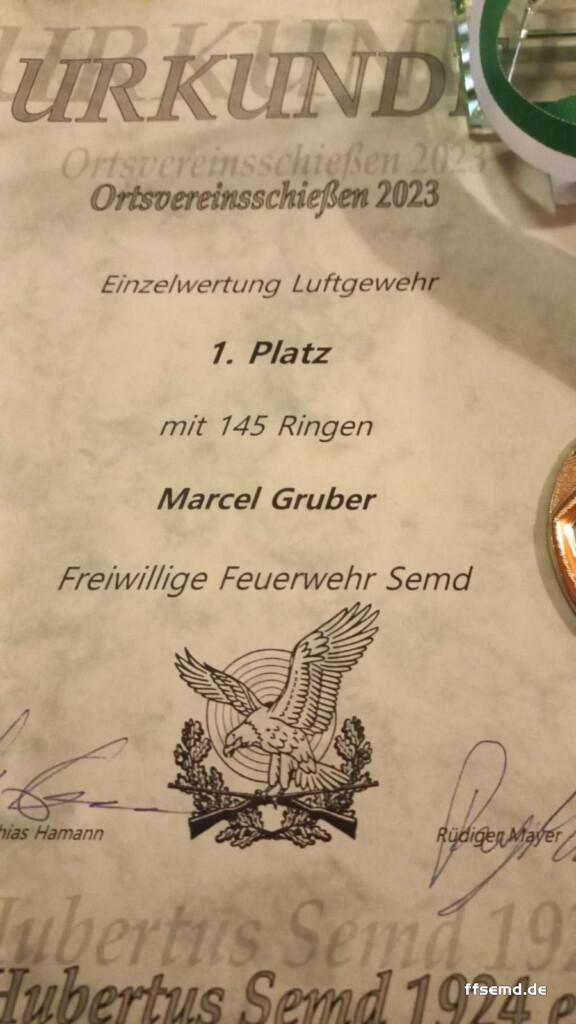 URKUND
Ortsvereinsschießen 2023
Ortsvereinsschießen 2023
Einzelwertung Luftgewehr
1. Platz
mit 145 Ringen
Marcel Gruber
Freiwillige Feuerwehr Semd
hias Hamann
Rüdiger Mayer
Hubertus Semd 192
Hubertus Semd 1924 e
ffsemd.de